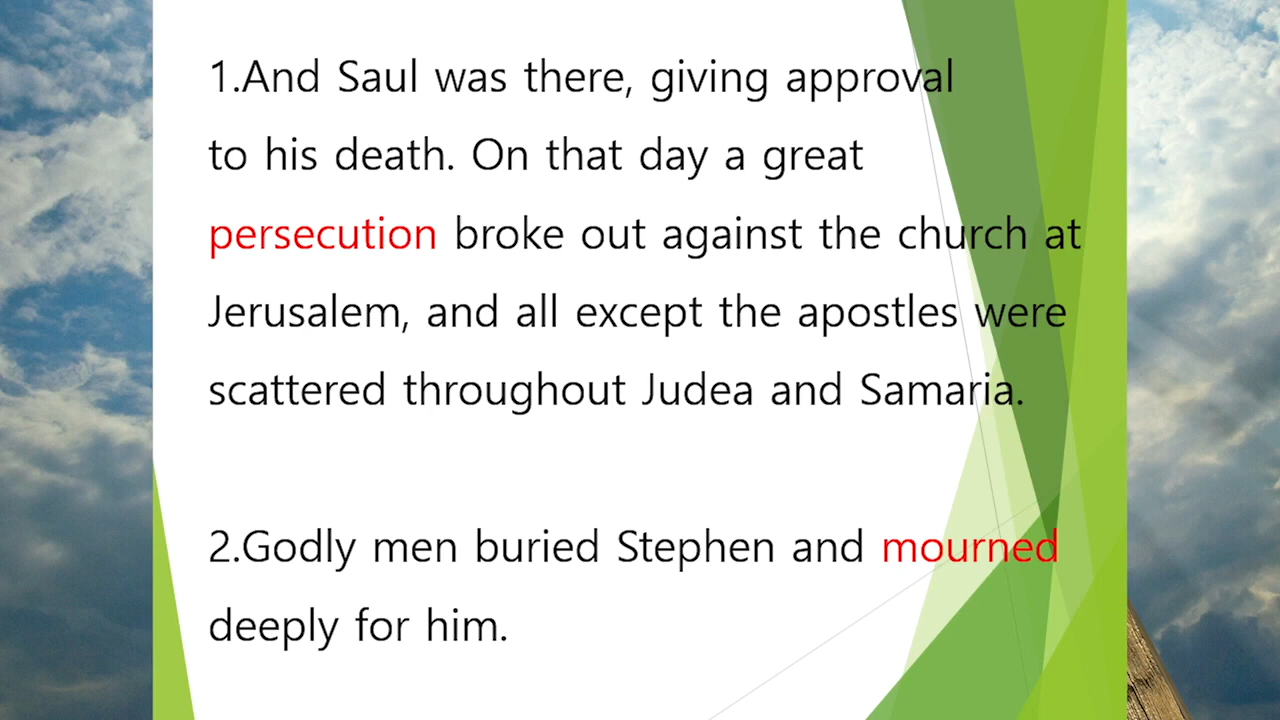 1.And Saul was there, giving approval
to his death. On that day a great
persecution broke out against the church at
Jerusalem, and all except the apostles were
scattered throughout Judea and Samaria.
2.Godly men buried Stephen and mourned
deeply for him.